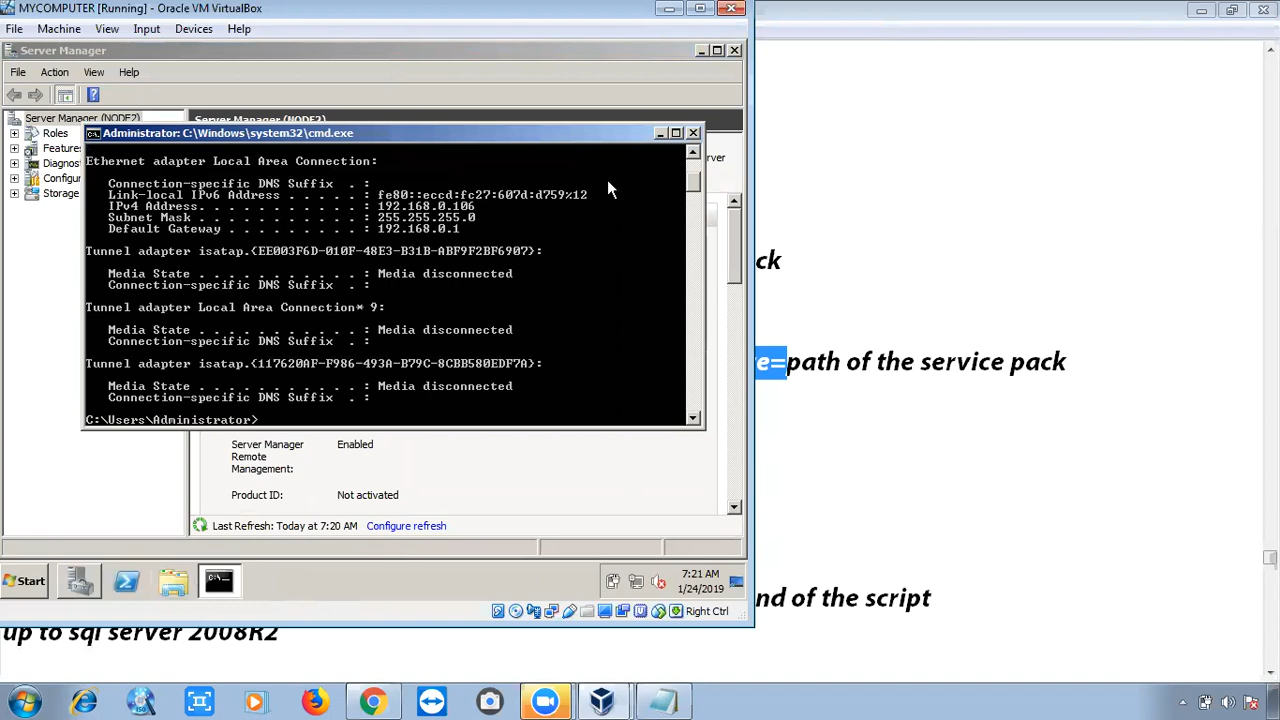 MYCOMPUTER [Running] - Oracle VM VirtualBox
File Machine View Input Devices Help
Server Manager
File Action View Help
Server Manager (NODE2)
Server Manager (NODE2)
Roles
Features
Diagnos
Configur
Storage
rver
Administrator: C:\Windows\system32\cmd.exe
Ethernet adapter Local Area Connection:
Connection-specific DNS Suffix . :
Link-local IPv6 Address . . . . . : fe80::eccd:fc27:607d:d759%12
IPv4 Address. . . . . . . . . . . : 192.168.0.106
Subnet Mask . . . . . . . . . . . : 255.255.255.0
Default Gateway . . . . . . . . . : 192.168.0.1
Tunnel adapter isatap.{EE003F6D-010F-48E3-B31B-ABF9F2BF6907}:
Media State . . . . . . . . . . . : Media disconnected
Connection-specific DNS Suffix . :
Tunnel adapter Local Area Connection* 9:
Media State . . . . . . . . . . . : Media disconnected
Connection-specific DNS Suffix . :
Tunnel adapter isatap.{117620AF-F986-493A-B79C-8CBB580EDF7A}:
Media State . . . . . . . . . . . : Media disconnected
Connection-specific DNS Suffix . :
C:\Users\Administrator>
Server Manager Remote Management: Enabled
Product ID: Not activated
Last Refresh: Today at 7:20 AM Configure refresh
Start
7:21 AM
1/24/2019
Right Ctrl
ck
e=path of the service pack
nd of the script
up to sql server 2008R2